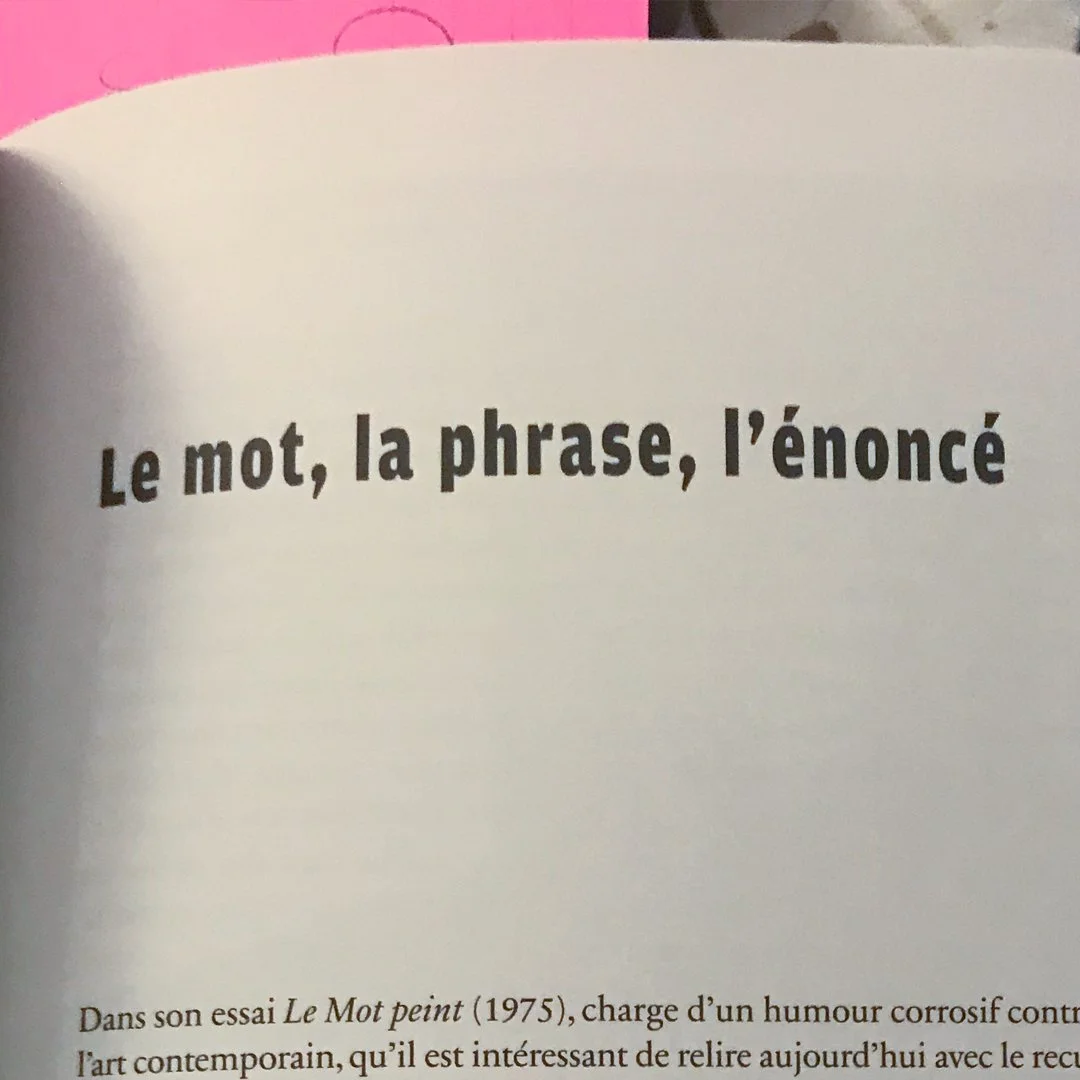 Le mot, la phrase, l’énoncé
Dans son essai Le Mot peint (1975), charge d’un humour corrosif contr
l’art contemporain, qu’il est intéressant de relire aujourd’hui avec le recu